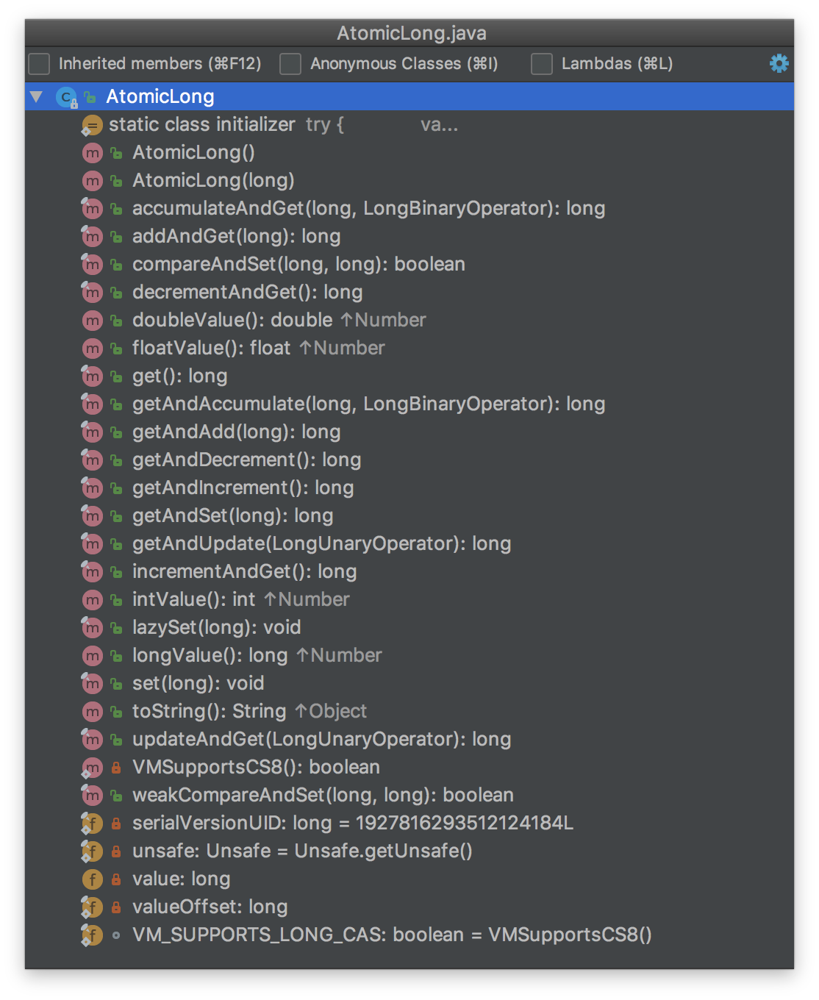 AtomicLong.java
Inherited members (⌘F12) Anonymous Classes (⌘I) Lambdas (⌘L)
AtomicLong
static class initializer try { va...
AtomicLong()
AtomicLong(long)
accumulateAndGet(long, LongBinaryOperator): long
addAndGet(long): long
compareAndSet(long, long): boolean
decrementAndGet(): long
doubleValue(): double ↑Number
floatValue(): float ↑Number
get(): long
getAndAccumulate(long, LongBinaryOperator): long
getAndAdd(long): long
getAndDecrement(): long
getAndIncrement(): long
getAndSet(long): long
getAndUpdate(LongUnaryOperator): long
incrementAndGet(): long
intValue(): int ↑Number
lazySet(long): void
longValue(): long ↑Number
set(long): void
toString(): String ↑Object
updateAndGet(LongUnaryOperator): long
VMSupportsCS8(): boolean
weakCompareAndSet(long, long): boolean
serialVersionUID: long = 1927816293512124184L
unsafe: Unsafe = Unsafe.getUnsafe()
value: long
valueOffset: long
VM_SUPPORTS_LONG_CAS: boolean = VMSupportsCS8()